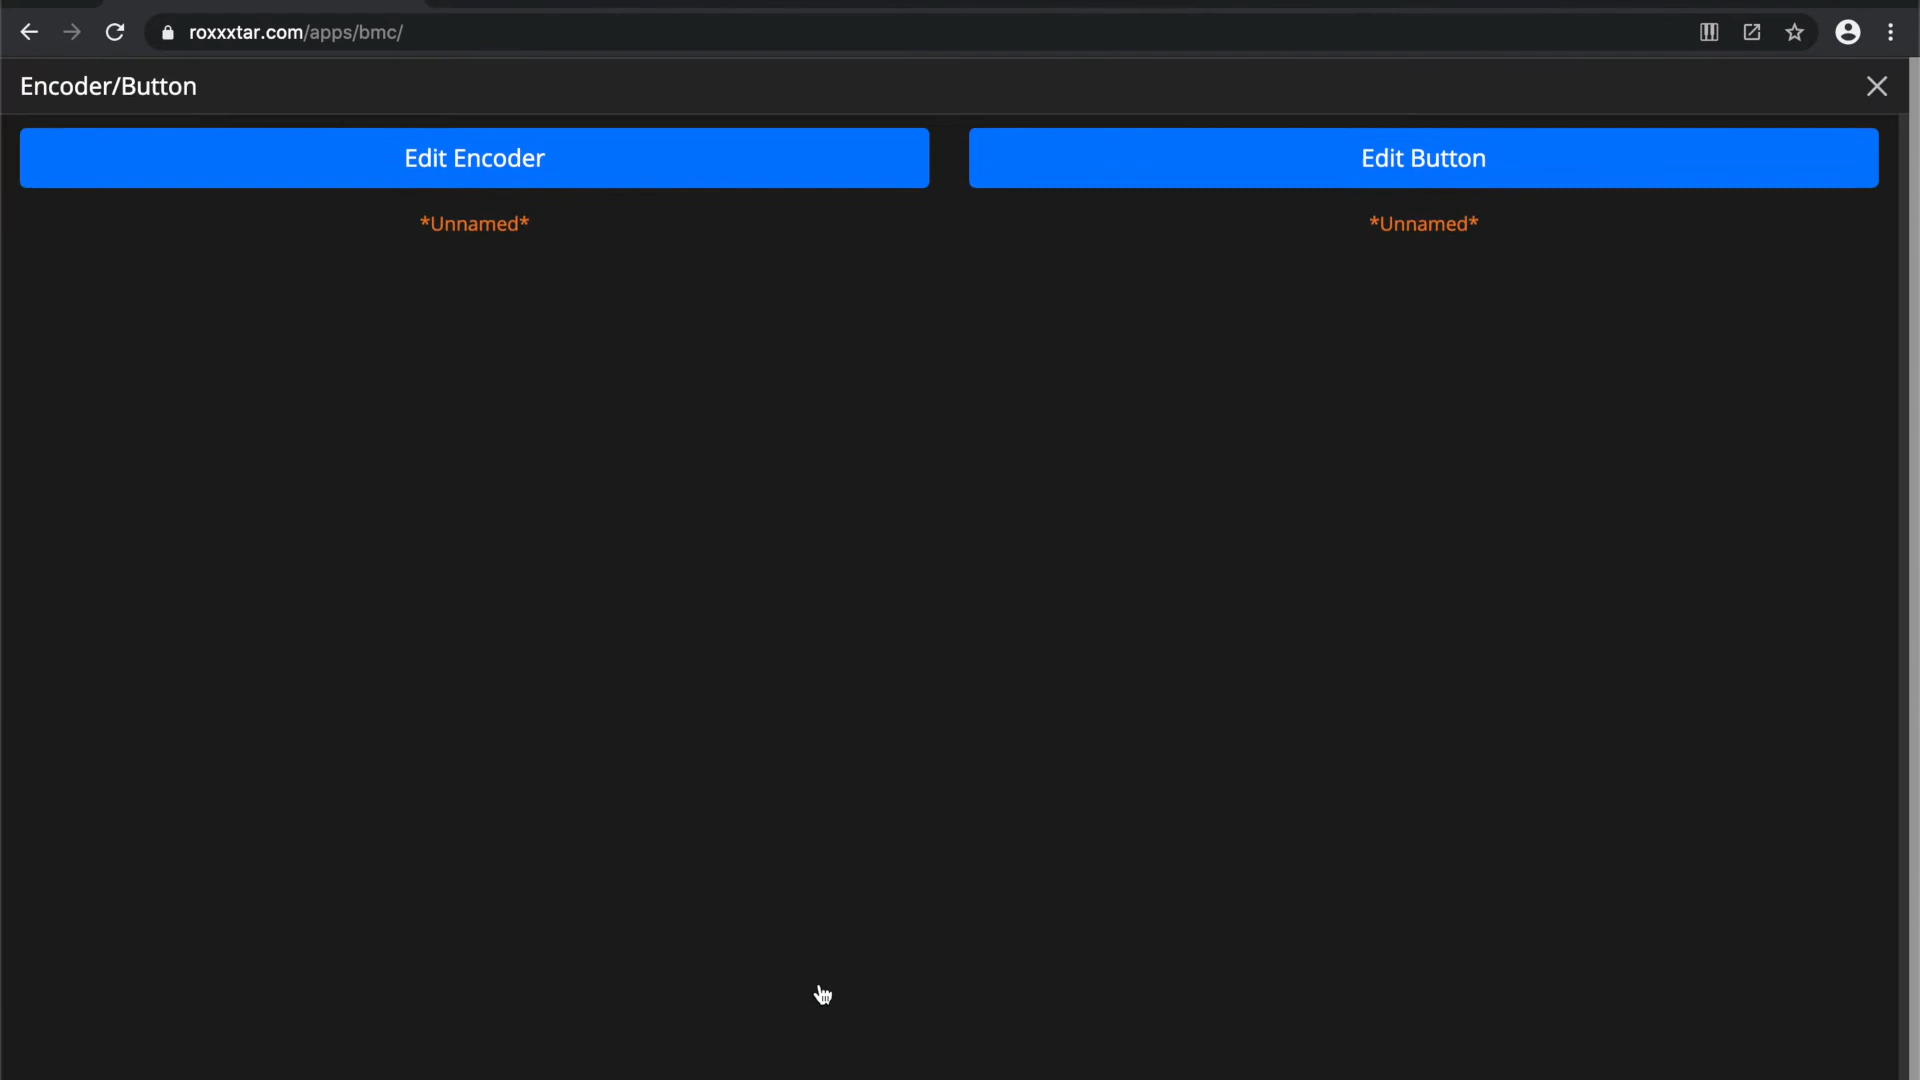 roxxxtar.com/apps/bmc/
Encoder/Button
Edit Encoder
Edit Button
*Unnamed*
*Unnamed*